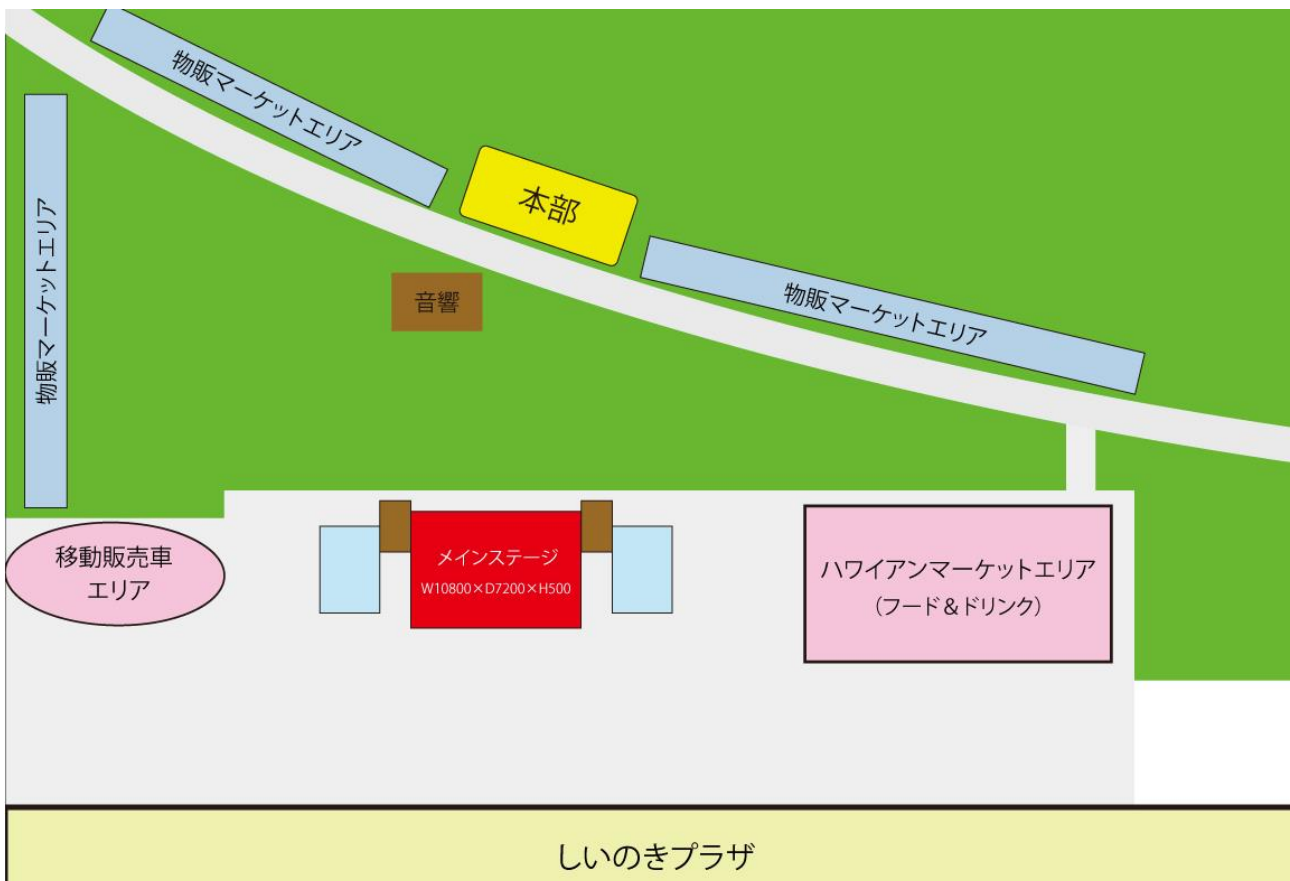 物販マーケットエリア
本部
物販マーケットエリア
物販マーケットエリア
音響
移動販売車
エリア
メインステージ
W10800×D7200×H500
ハワイアンマーケットエリア
(フード&ドリンク)
しいのきプラザ